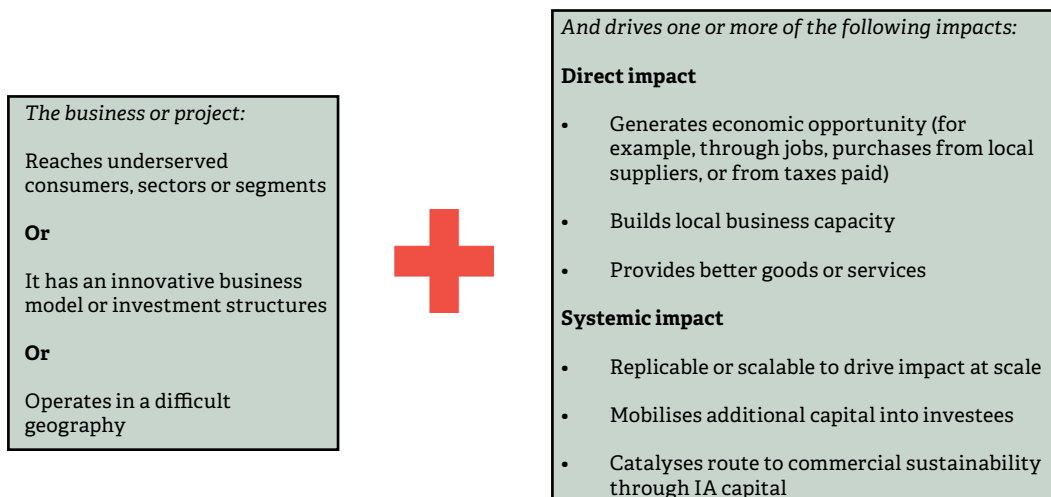 The business or project:
Reaches underserved
consumers, sectors or segments
Or
It has an innovative business
model or investment structures
Or
Operates in a difficult
geography
And drives one or more of the following impacts:
Direct impact
• Generates economic opportunity (for
example, through jobs, purchases from local
suppliers, or from taxes paid)
• Builds local business capacity
• Provides better goods or services
Systemic impact
• Replicable or scalable to drive impact at scale
• Mobilises additional capital into investees
• Catalyses route to commercial sustainability
through IA capital